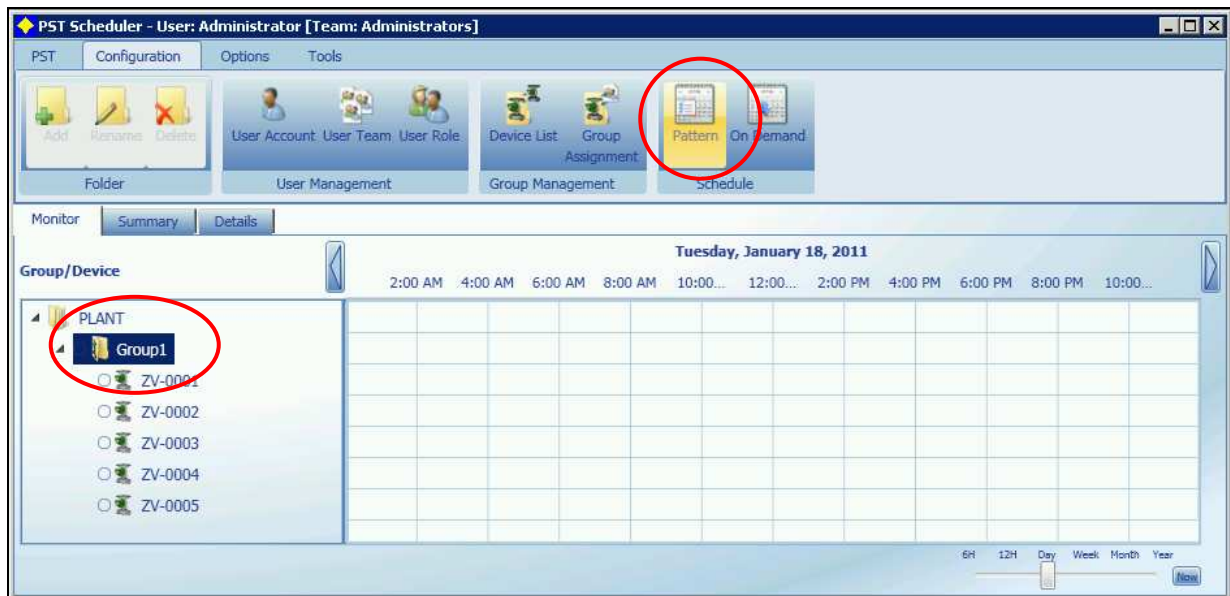 PST Scheduler - User: Administrator [Team: Administrators]
PST Configuration Options Tools
Add Rename Delete User Account User Team User Role Device List Group Assignment Pattern On Demand
Folder User Management Group Management Schedule
Monitor Summary Details
Tuesday, January 18, 2011
Group/Device
2:00 AM 4:00 AM 6:00 AM 8:00 AM 10:00... 12:00... 2:00 PM 4:00 PM 6:00 PM 8:00 PM 10:00...
PLANT
Group1
ZV-0001
ZV-0002
ZV-0003
ZV-0004
ZV-0005
6H 12H Day Week Month Year
Now